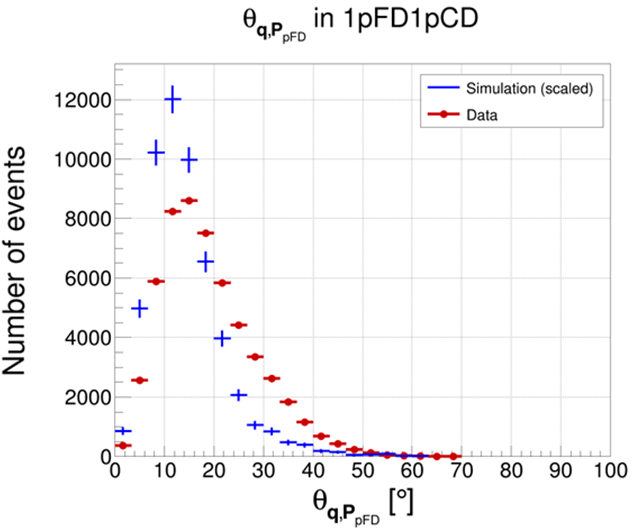 θq,PpFD in 1pFD1pCD
Simulation (scaled)
Data
Number of events
12000
10000
8000
6000
4000
2000
0
0 10 20 30 40 50 60 70 80 90 100
θq,PpFD [°]